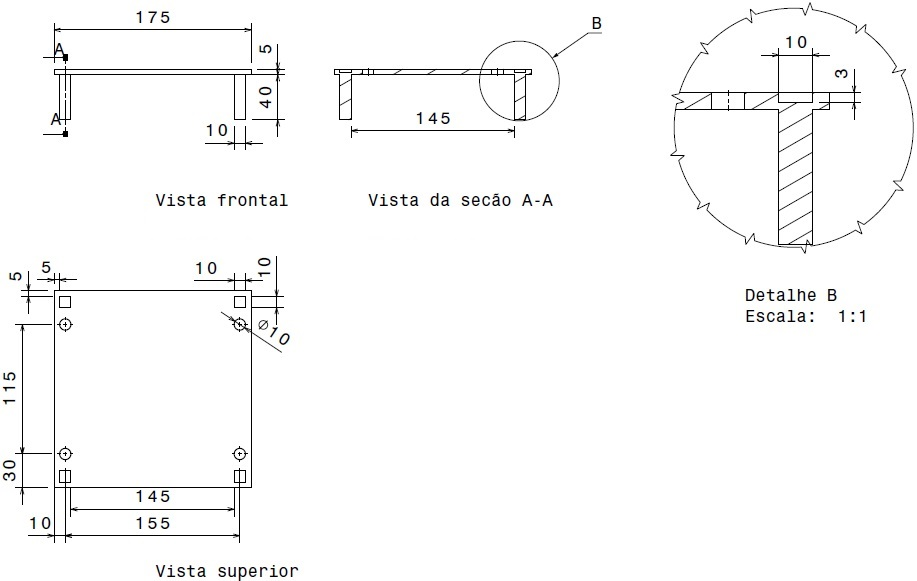 175
A
A
5
40
10
Vista frontal
B
145
Vista da secão A-A
10
3
Detalhe B
Escala: 1:1
5
5
10
10
⌀10
115
30
145
155
10
Vista superior